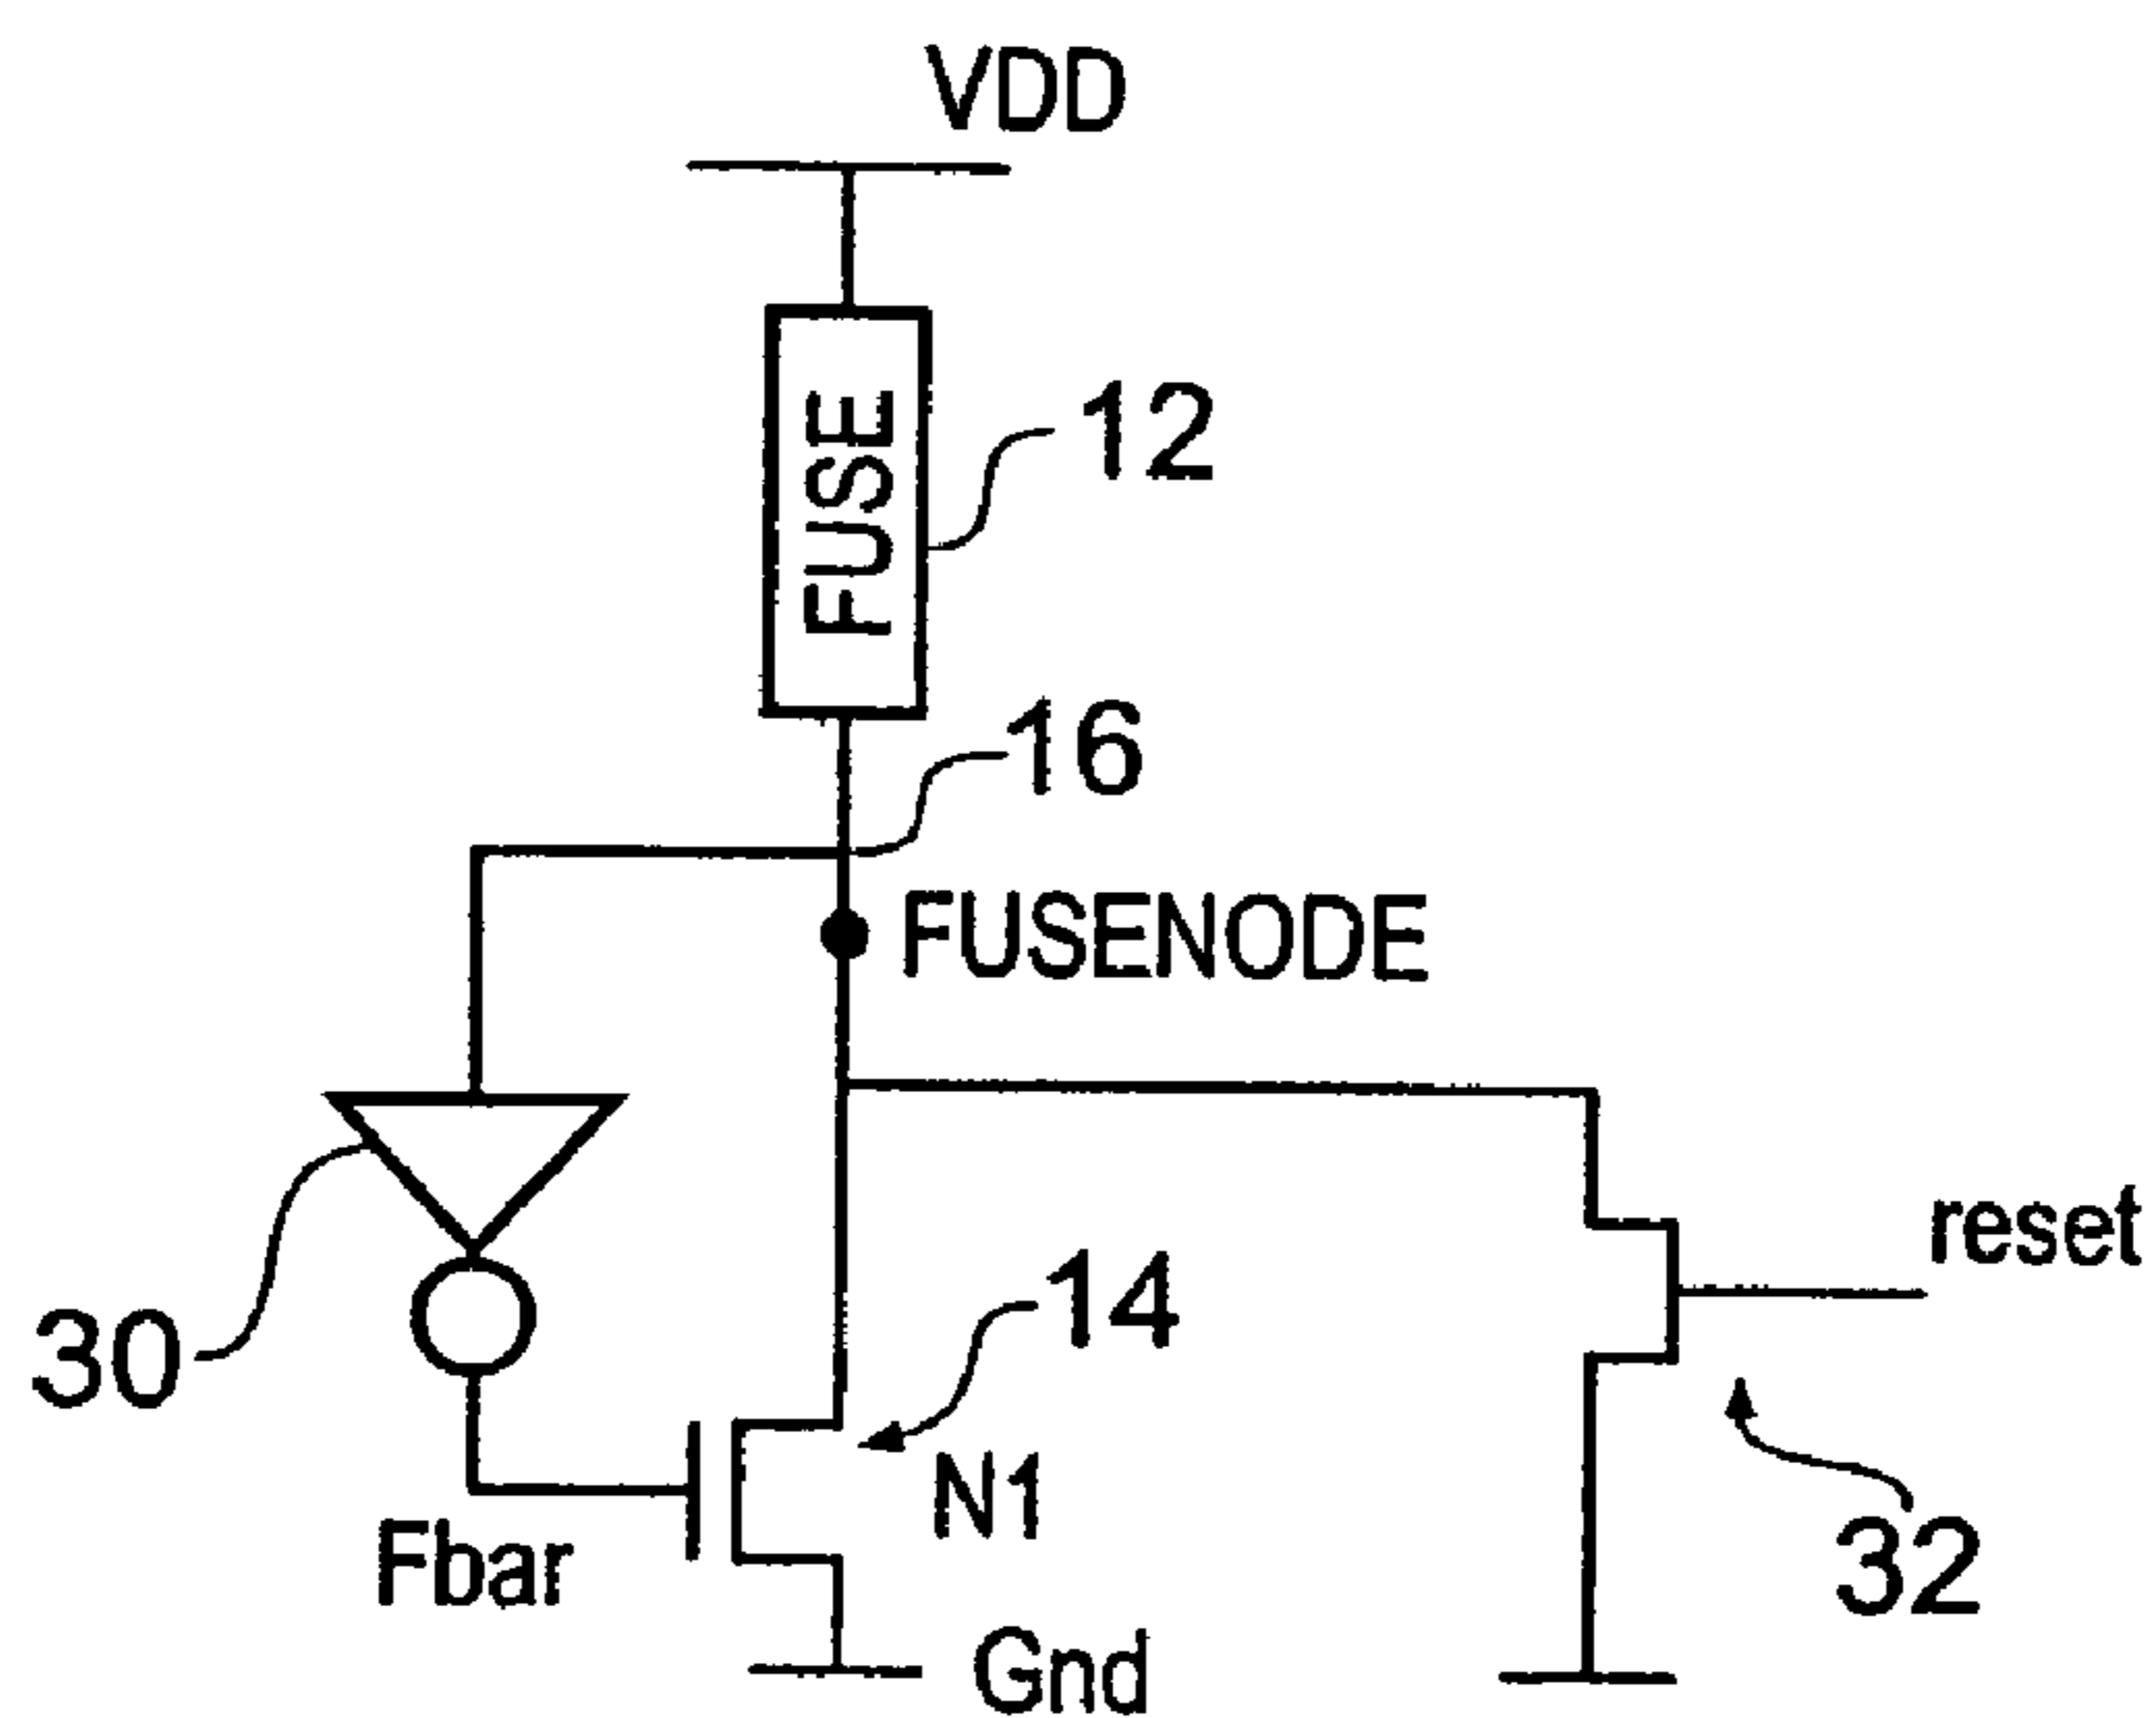 VDD
FUSE
12
16
FUSENODE
reset
14
30
N1
Fbar
32
Gnd